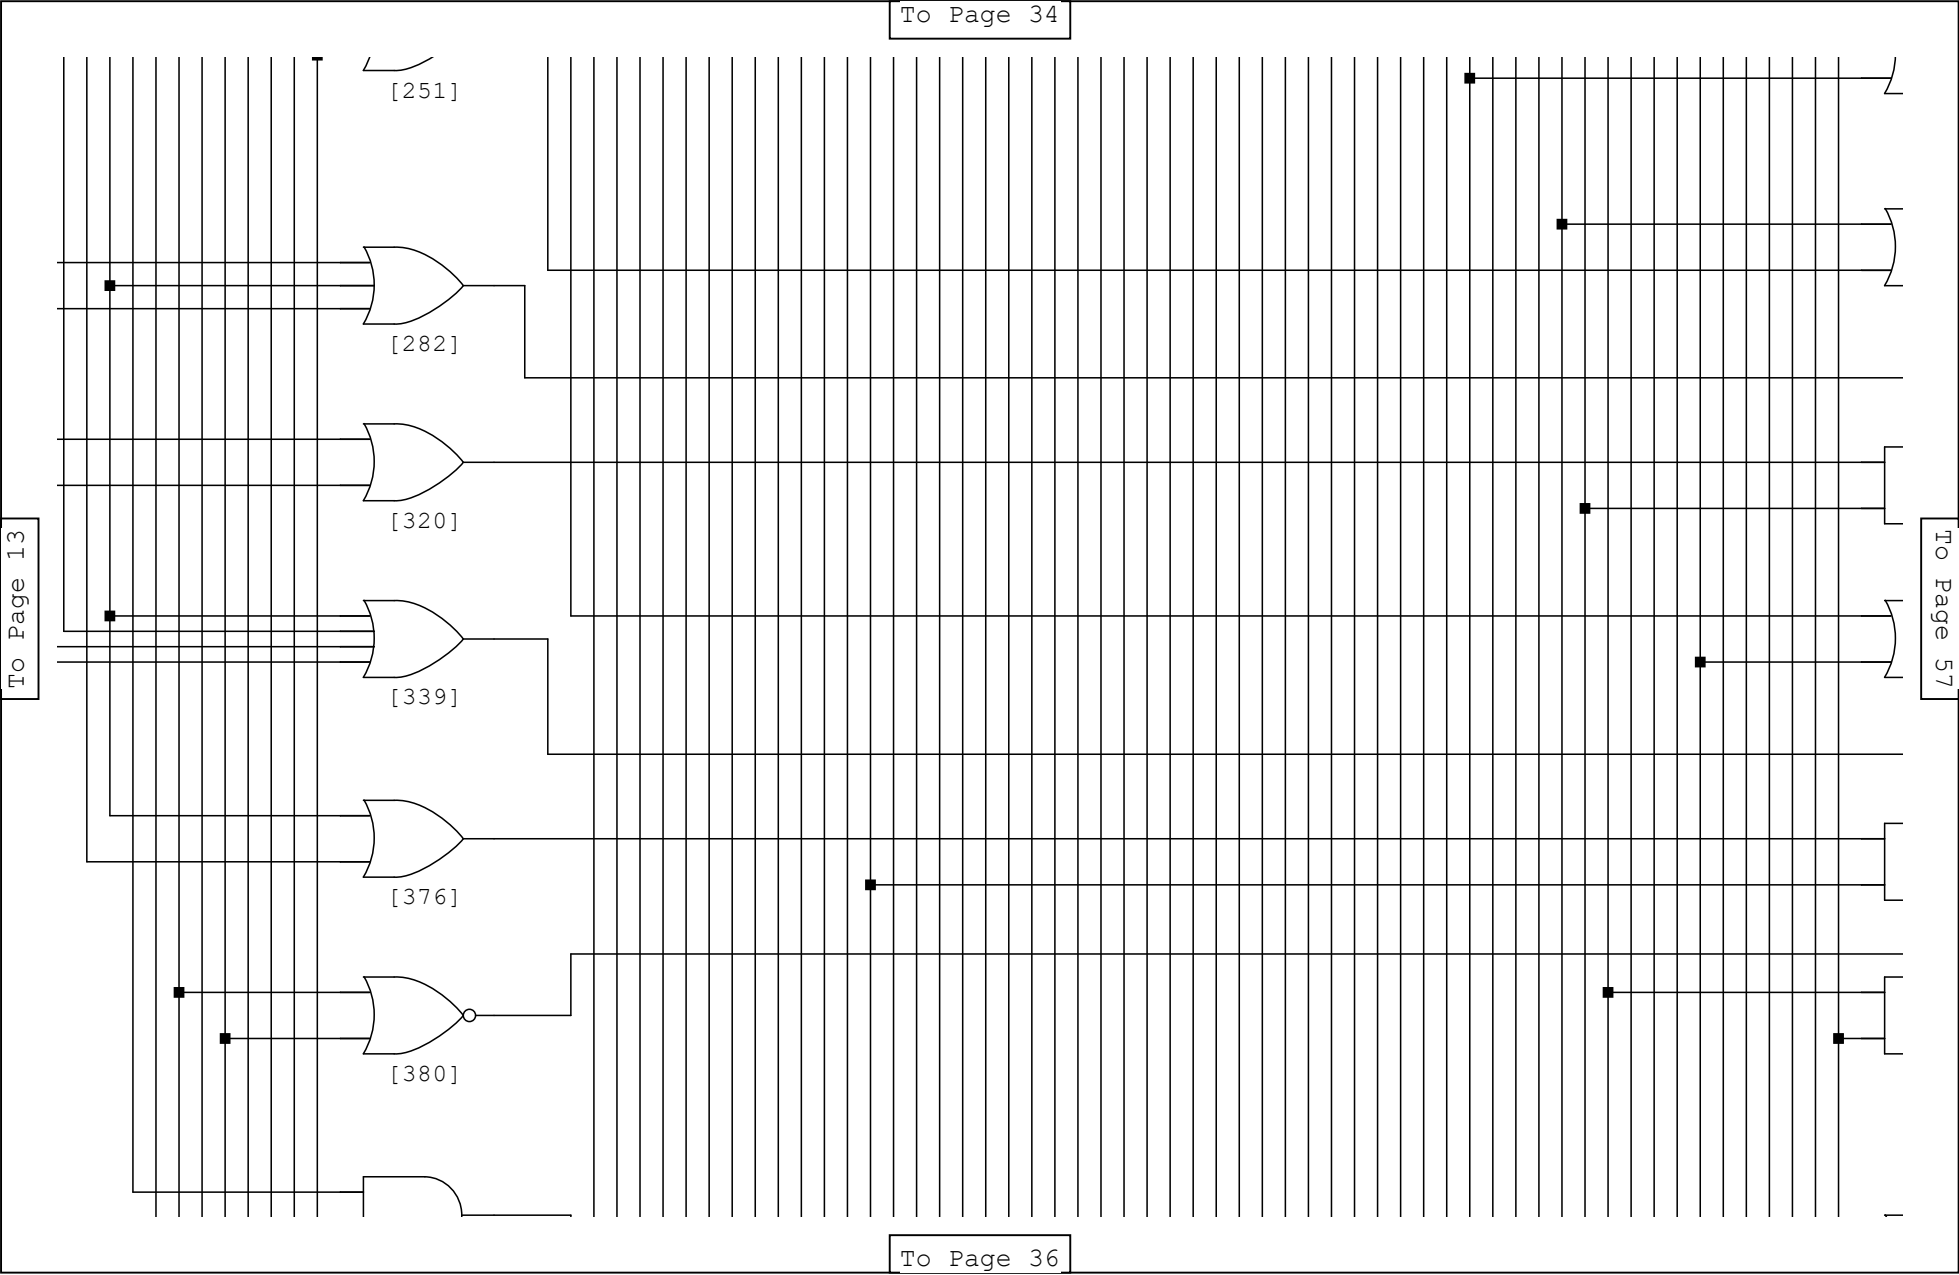 To Page 34
[251]
[282]
[320]
To Page 13
To Page 57
[339]
[376]
[380]
To Page 36